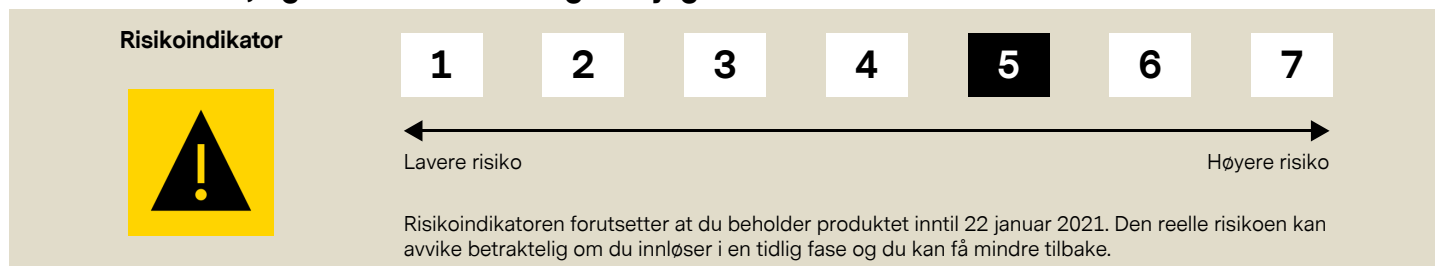 Risikoindikator
1 2 3 4 5 6 7
Lavere risiko Høyere risiko
Risikoindikatoren forutsetter at du beholder produktet inntil 22 januar 2021. Den reelle risikoen kan
avvike betraktelig om du innløser i en tidlig fase og du kan få mindre tilbake.